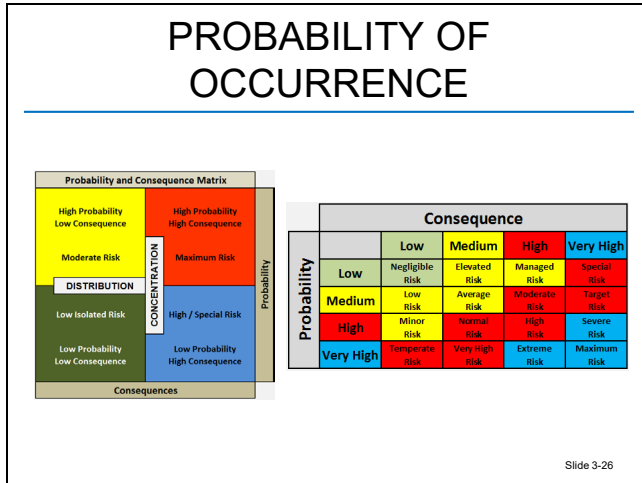 PROBABILITY OF
OCCURRENCE
Probability and Consequence Matrix
High Probability
Low Consequence
Moderate Risk
High Probability
High Consequence
Maximum Risk
DISTRIBUTION
CONCENTRATION
Probability
Low Isolated Risk
Low Probability
Low Consequence
High / Special Risk
Low Probability
High Consequence
Consequences
Consequence
Probability
Low Medium High Very High
Low Negligible Risk Elevated Risk Managed Risk Special Risk
Medium Low Risk Average Risk Moderate Risk Target Risk
High Minor Risk Normal Risk High Risk Severe Risk
Very High Temperate Risk Very High Risk Extreme Risk Maximum Risk
Slide 3-26